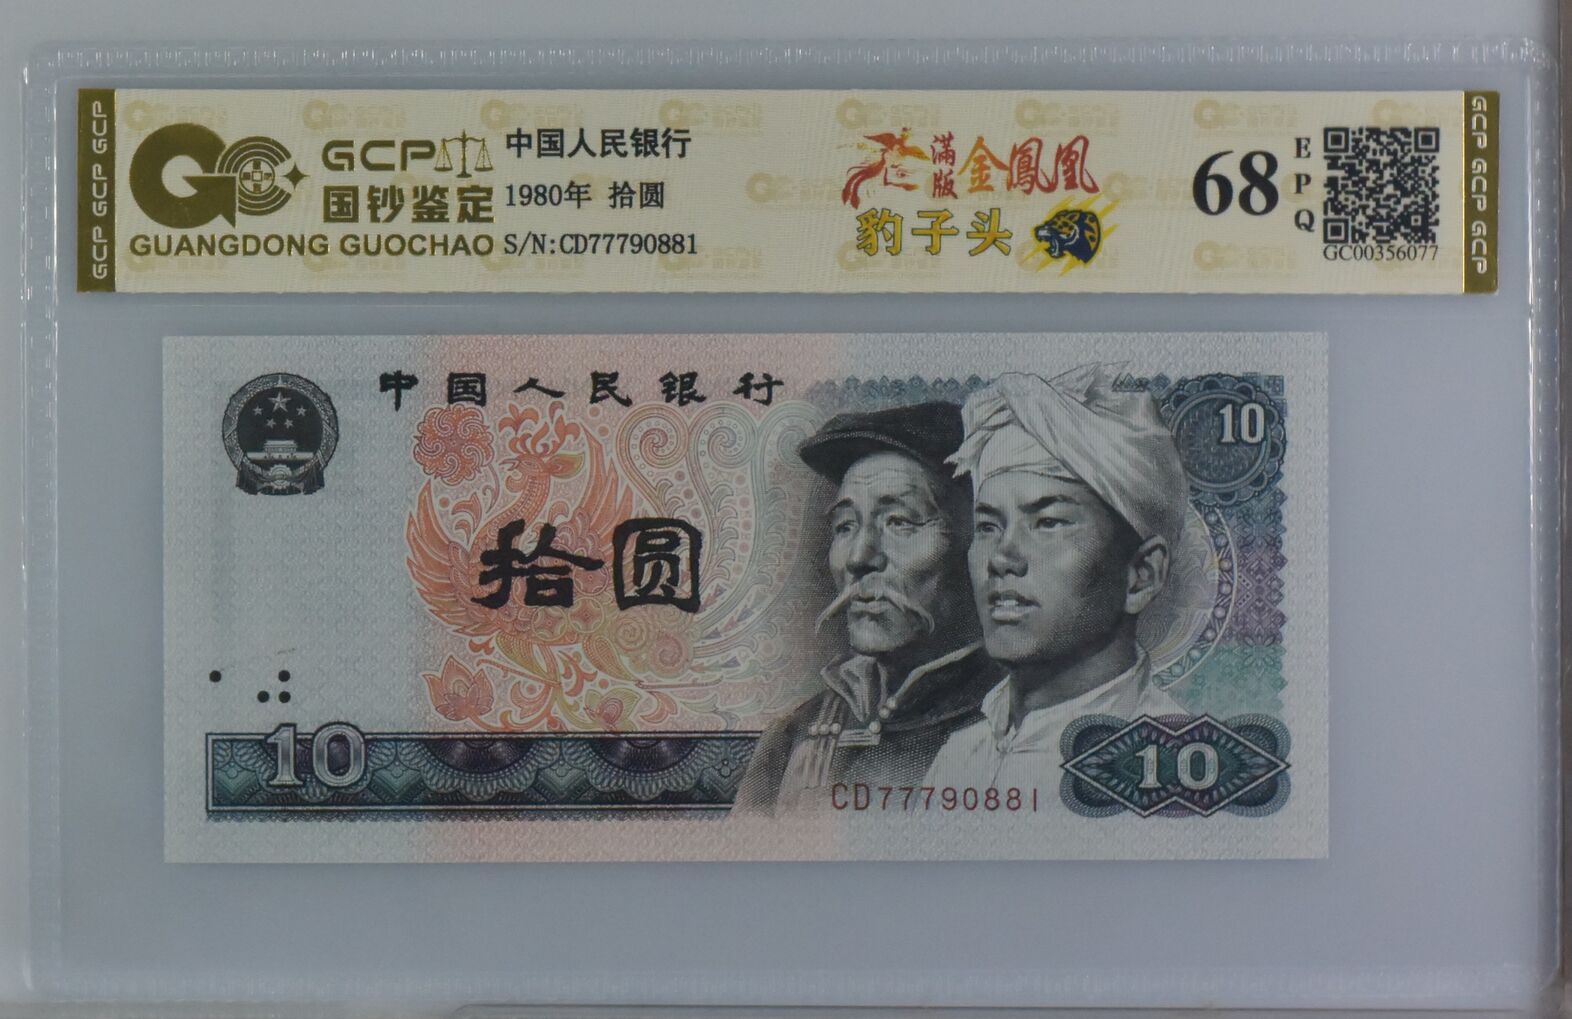 GCP GCP GCP
GCP
国钞鉴定
GUANGDONG GUOCHAO
中国人民银行
1980年 拾圆
S/N:CD77790881
满版金鳳凰
豹子头
68
EPQ
GC00356077
GCP GCP GCP
中国人民银行
10
拾圆
10
10
CD77790881